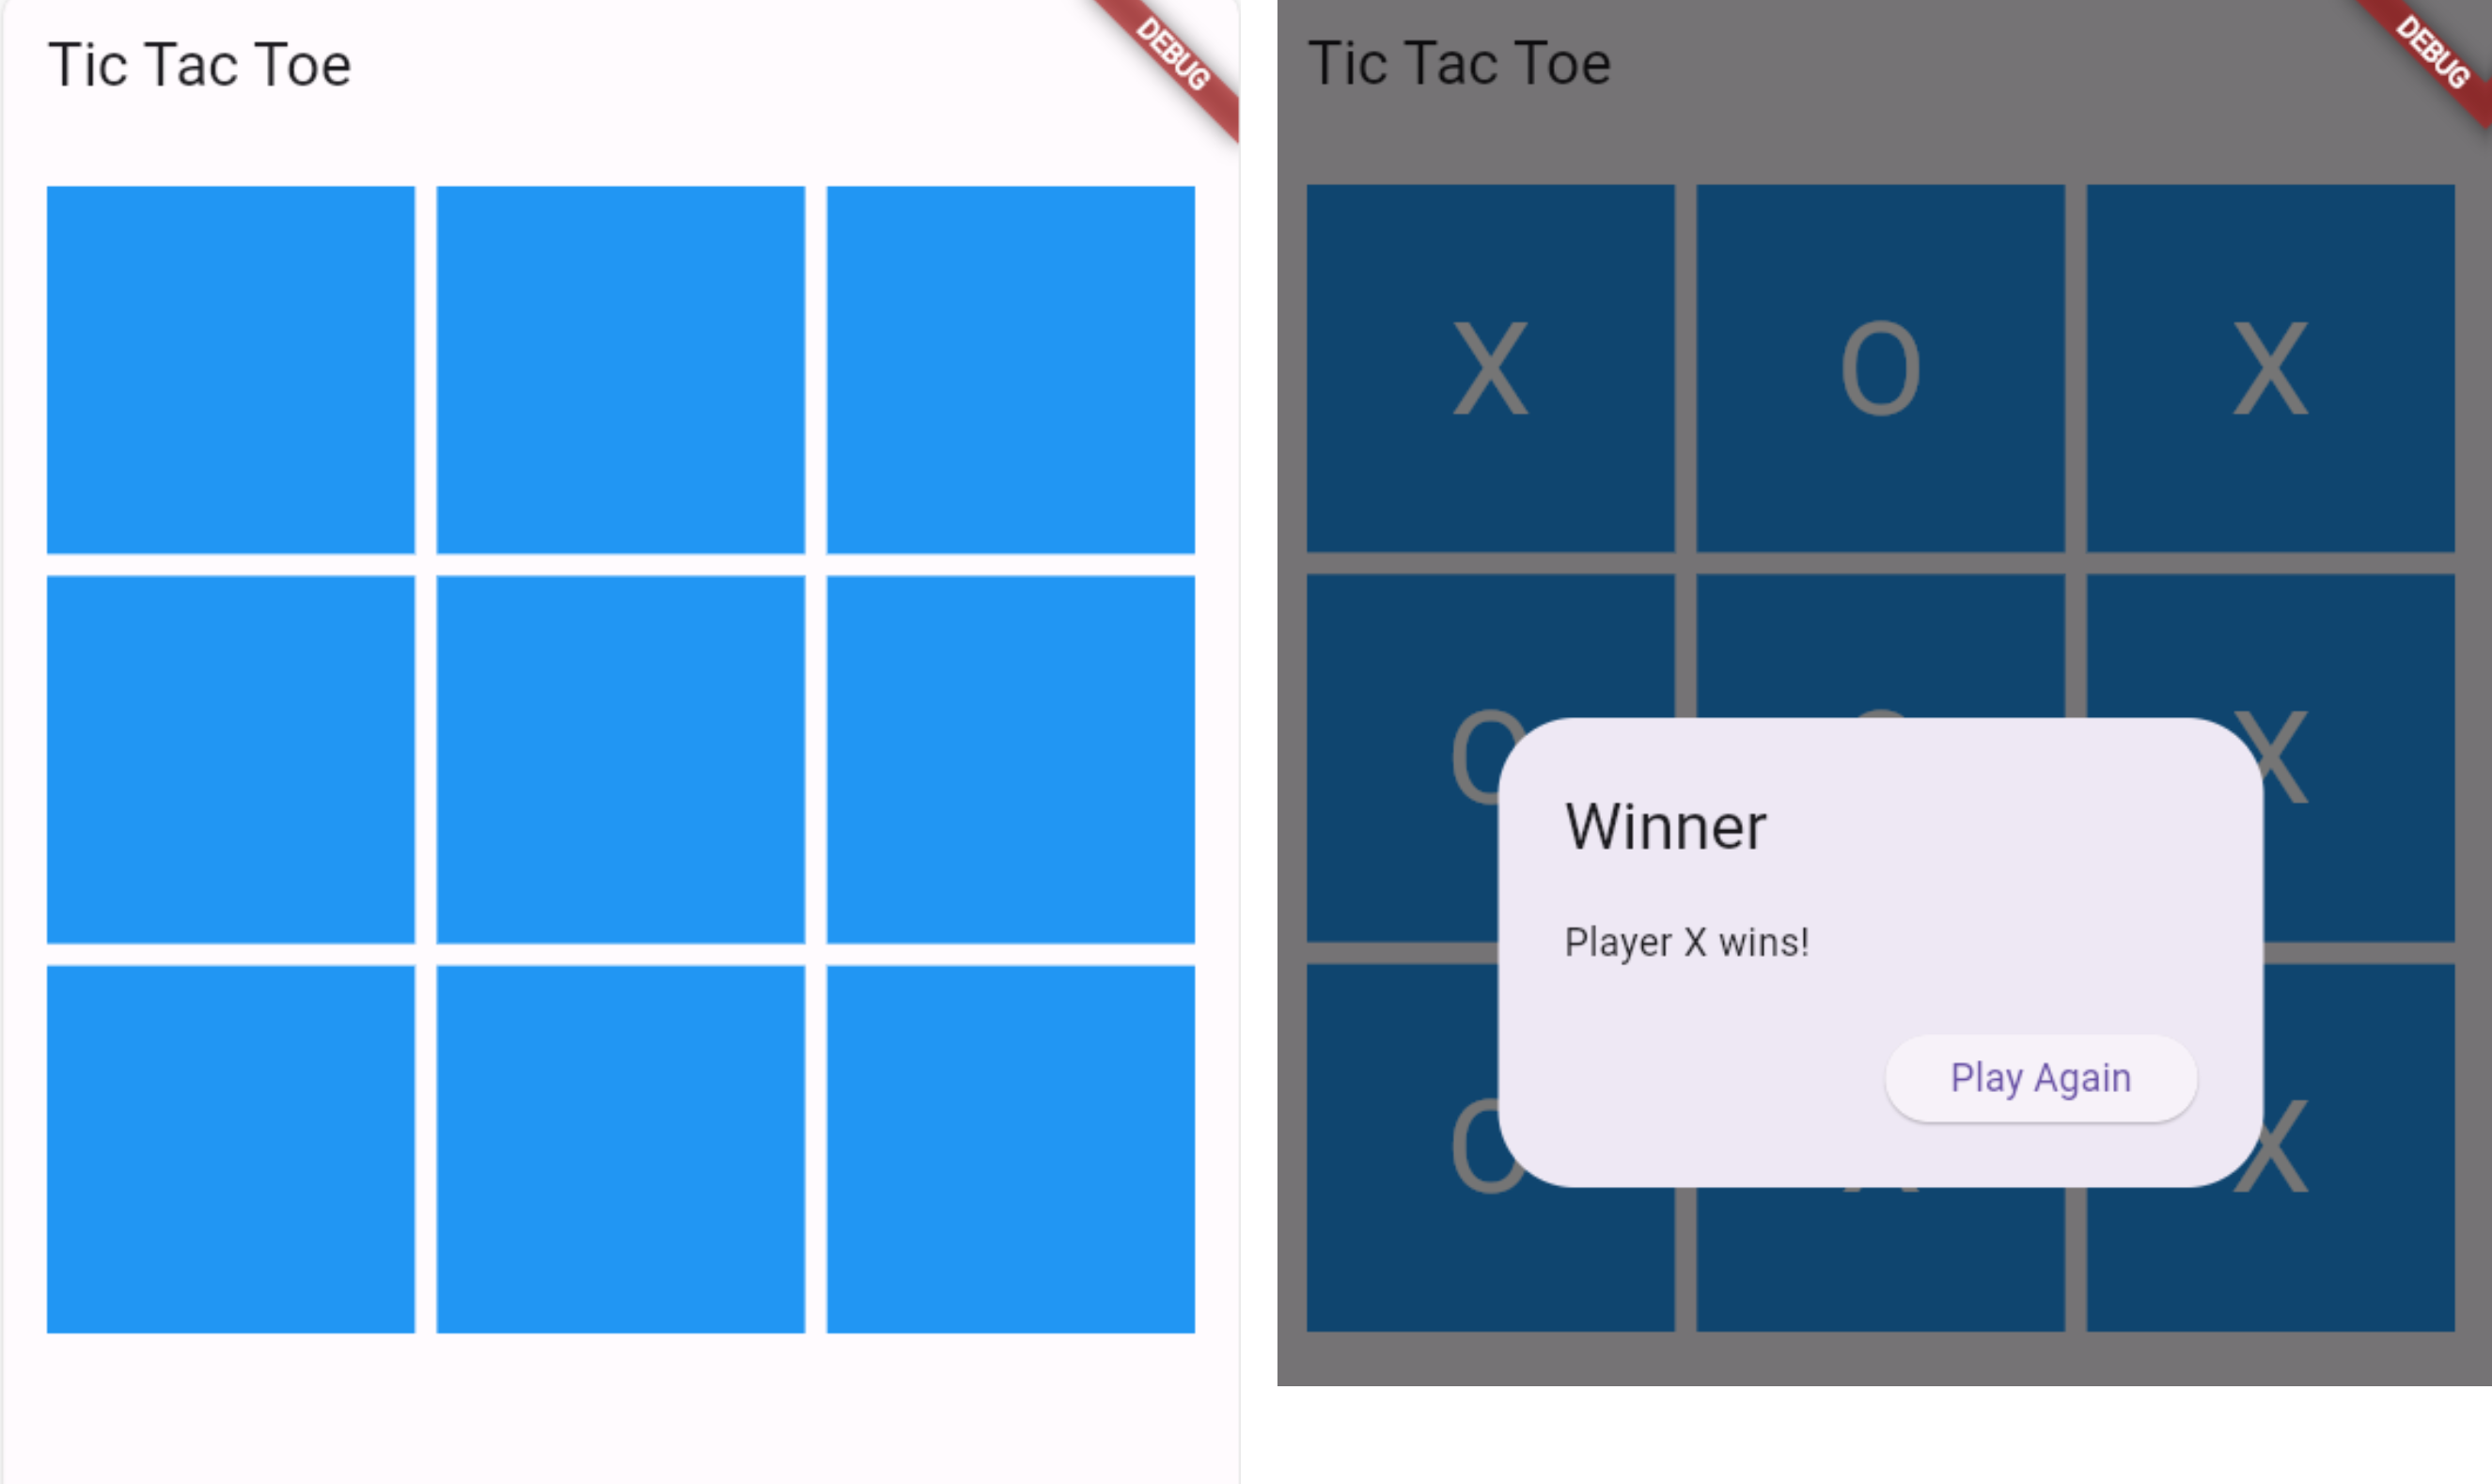 Tic Tac Toe
DEBUG
Tic Tac Toe
DEBUG
X O X
O X
Winner
Player X wins!
Play Again
O X